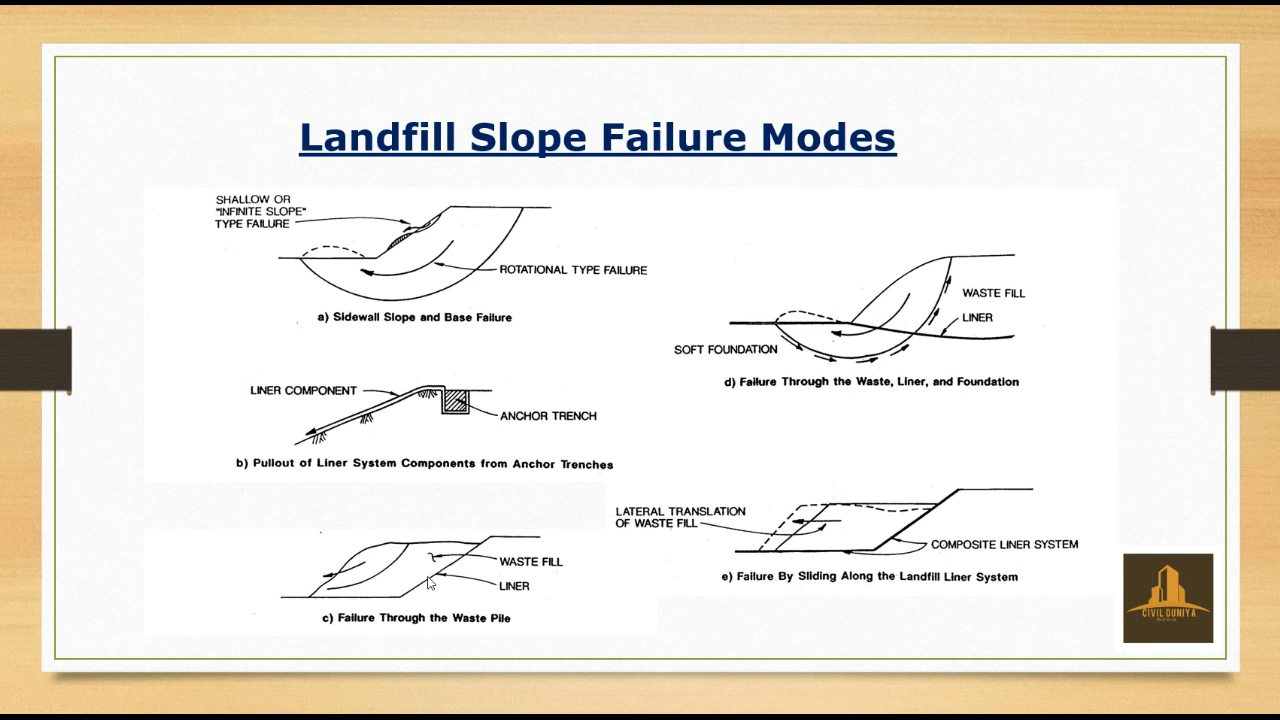 Landfill Slope Failure Modes
SHALLOW OR
"INFINITE SLOPE"
TYPE FAILURE
ROTATIONAL TYPE FAILURE
a) Sidewall Slope and Base Failure
LINER COMPONENT
ANCHOR TRENCH
b) Pullout of Liner System Components from Anchor Trenches
WASTE FILL
LINER
c) Failure Through the Waste Pile
WASTE FILL
LINER
SOFT FOUNDATION
d) Failure Through the Waste, Liner, and Foundation
LATERAL TRANSLATION
OF WASTE FILL
COMPOSITE LINER SYSTEM
e) Failure By Sliding Along the Landfill Liner System
CIVIL DUNIYA